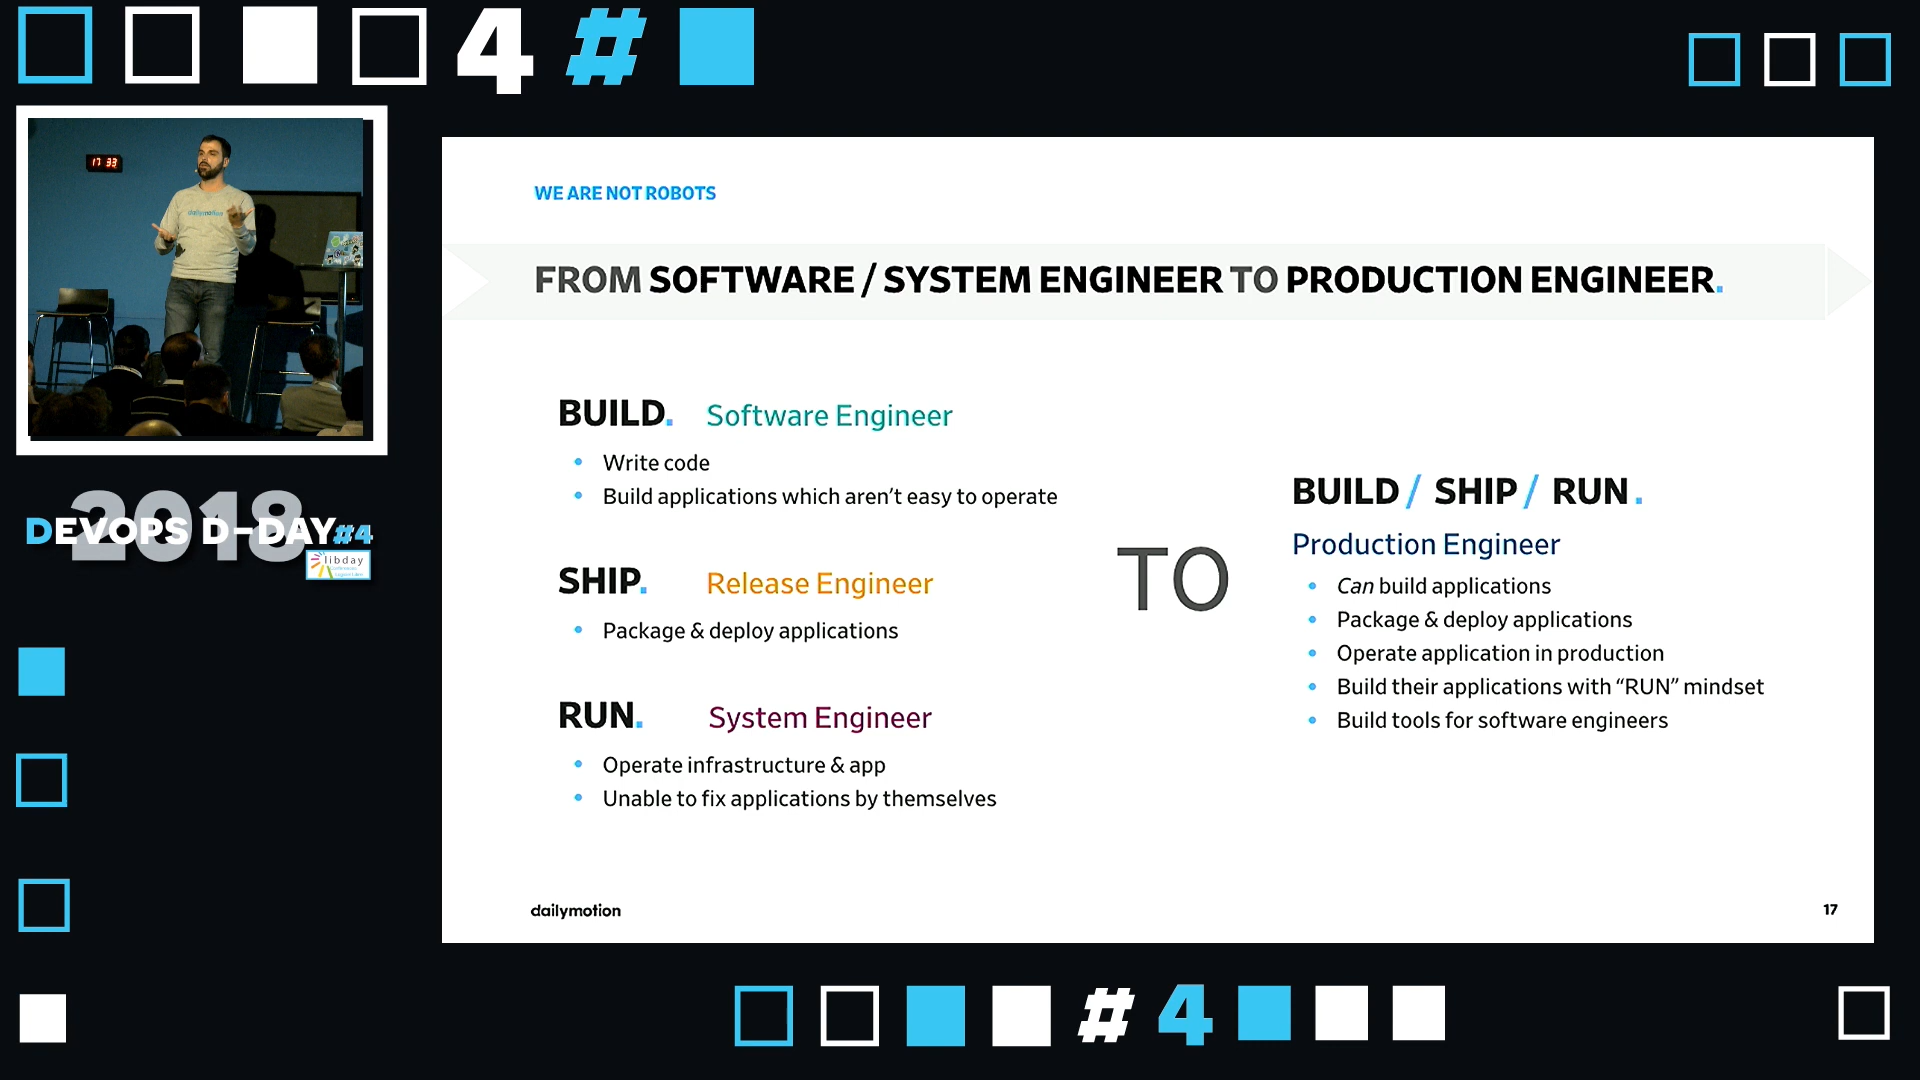 4 #
17 33
dailymotion
2018
DEVOPS D-DAY #4
libday
WE ARE NOT ROBOTS
FROM SOFTWARE / SYSTEM ENGINEER TO PRODUCTION ENGINEER.
BUILD. Software Engineer
• Write code
• Build applications which aren't easy to operate
SHIP. Release Engineer
• Package & deploy applications
RUN. System Engineer
• Operate infrastructure & app
• Unable to fix applications by themselves
TO
BUILD / SHIP / RUN.
Production Engineer
• Can build applications
• Package & deploy applications
• Operate application in production
• Build their applications with “RUN” mindset
• Build tools for software engineers
dailymotion
17
# 4